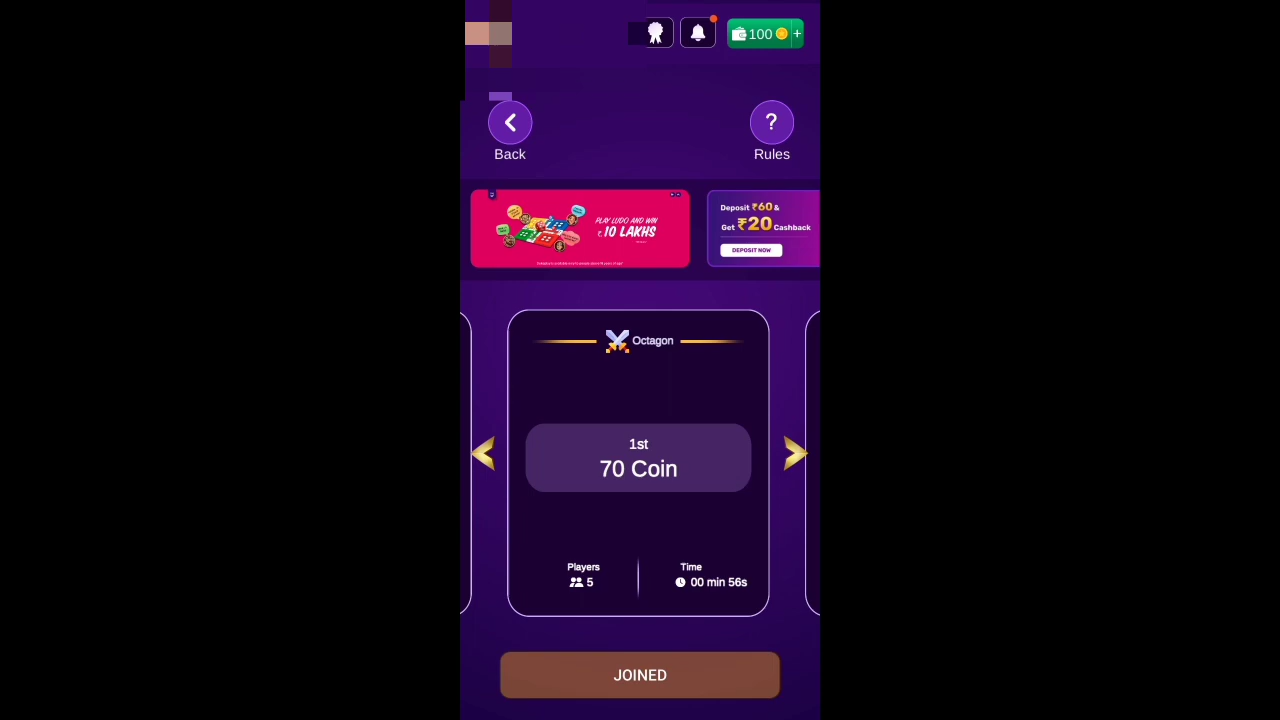 100 +
Back
? 
Rules
PLAY LUDO AND WIN
₹ 10 LAKHS
Deposit ₹60 &
Get ₹20 Cashback
DEPOSIT NOW
Octagon
1st
70 Coin
Players
5
Time
00 min 56s
JOINED